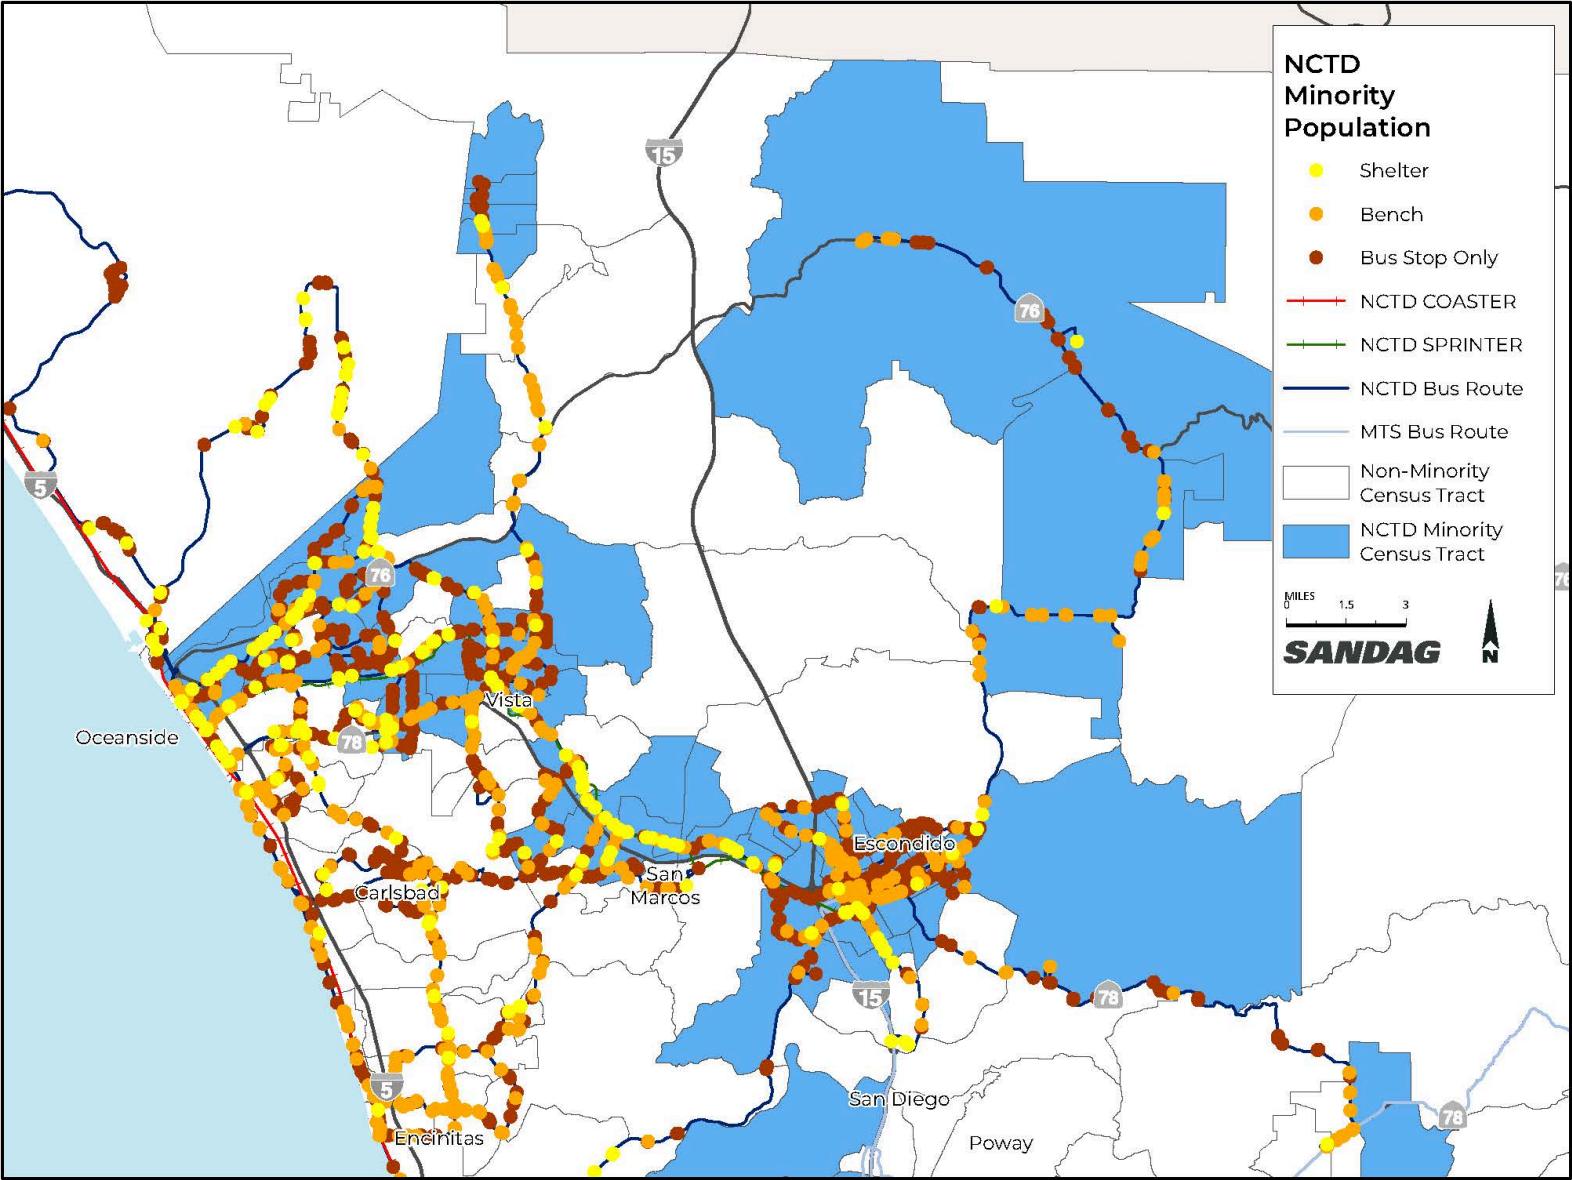 NCTD
Minority
Population
Shelter
Bench
Bus Stop Only
NCTD COASTER
NCTD SPRINTER
NCTD Bus Route
MTS Bus Route
Non-Minority
Census Tract
NCTD Minority
Census Tract
MILES
0 1.5 3
SANDAG
N
15
76
5
76
76
Vista
Oceanside
78
Escondido
San
Marcos
Carlsbad
15
78
5
San Diego
78
Encinitas
Poway